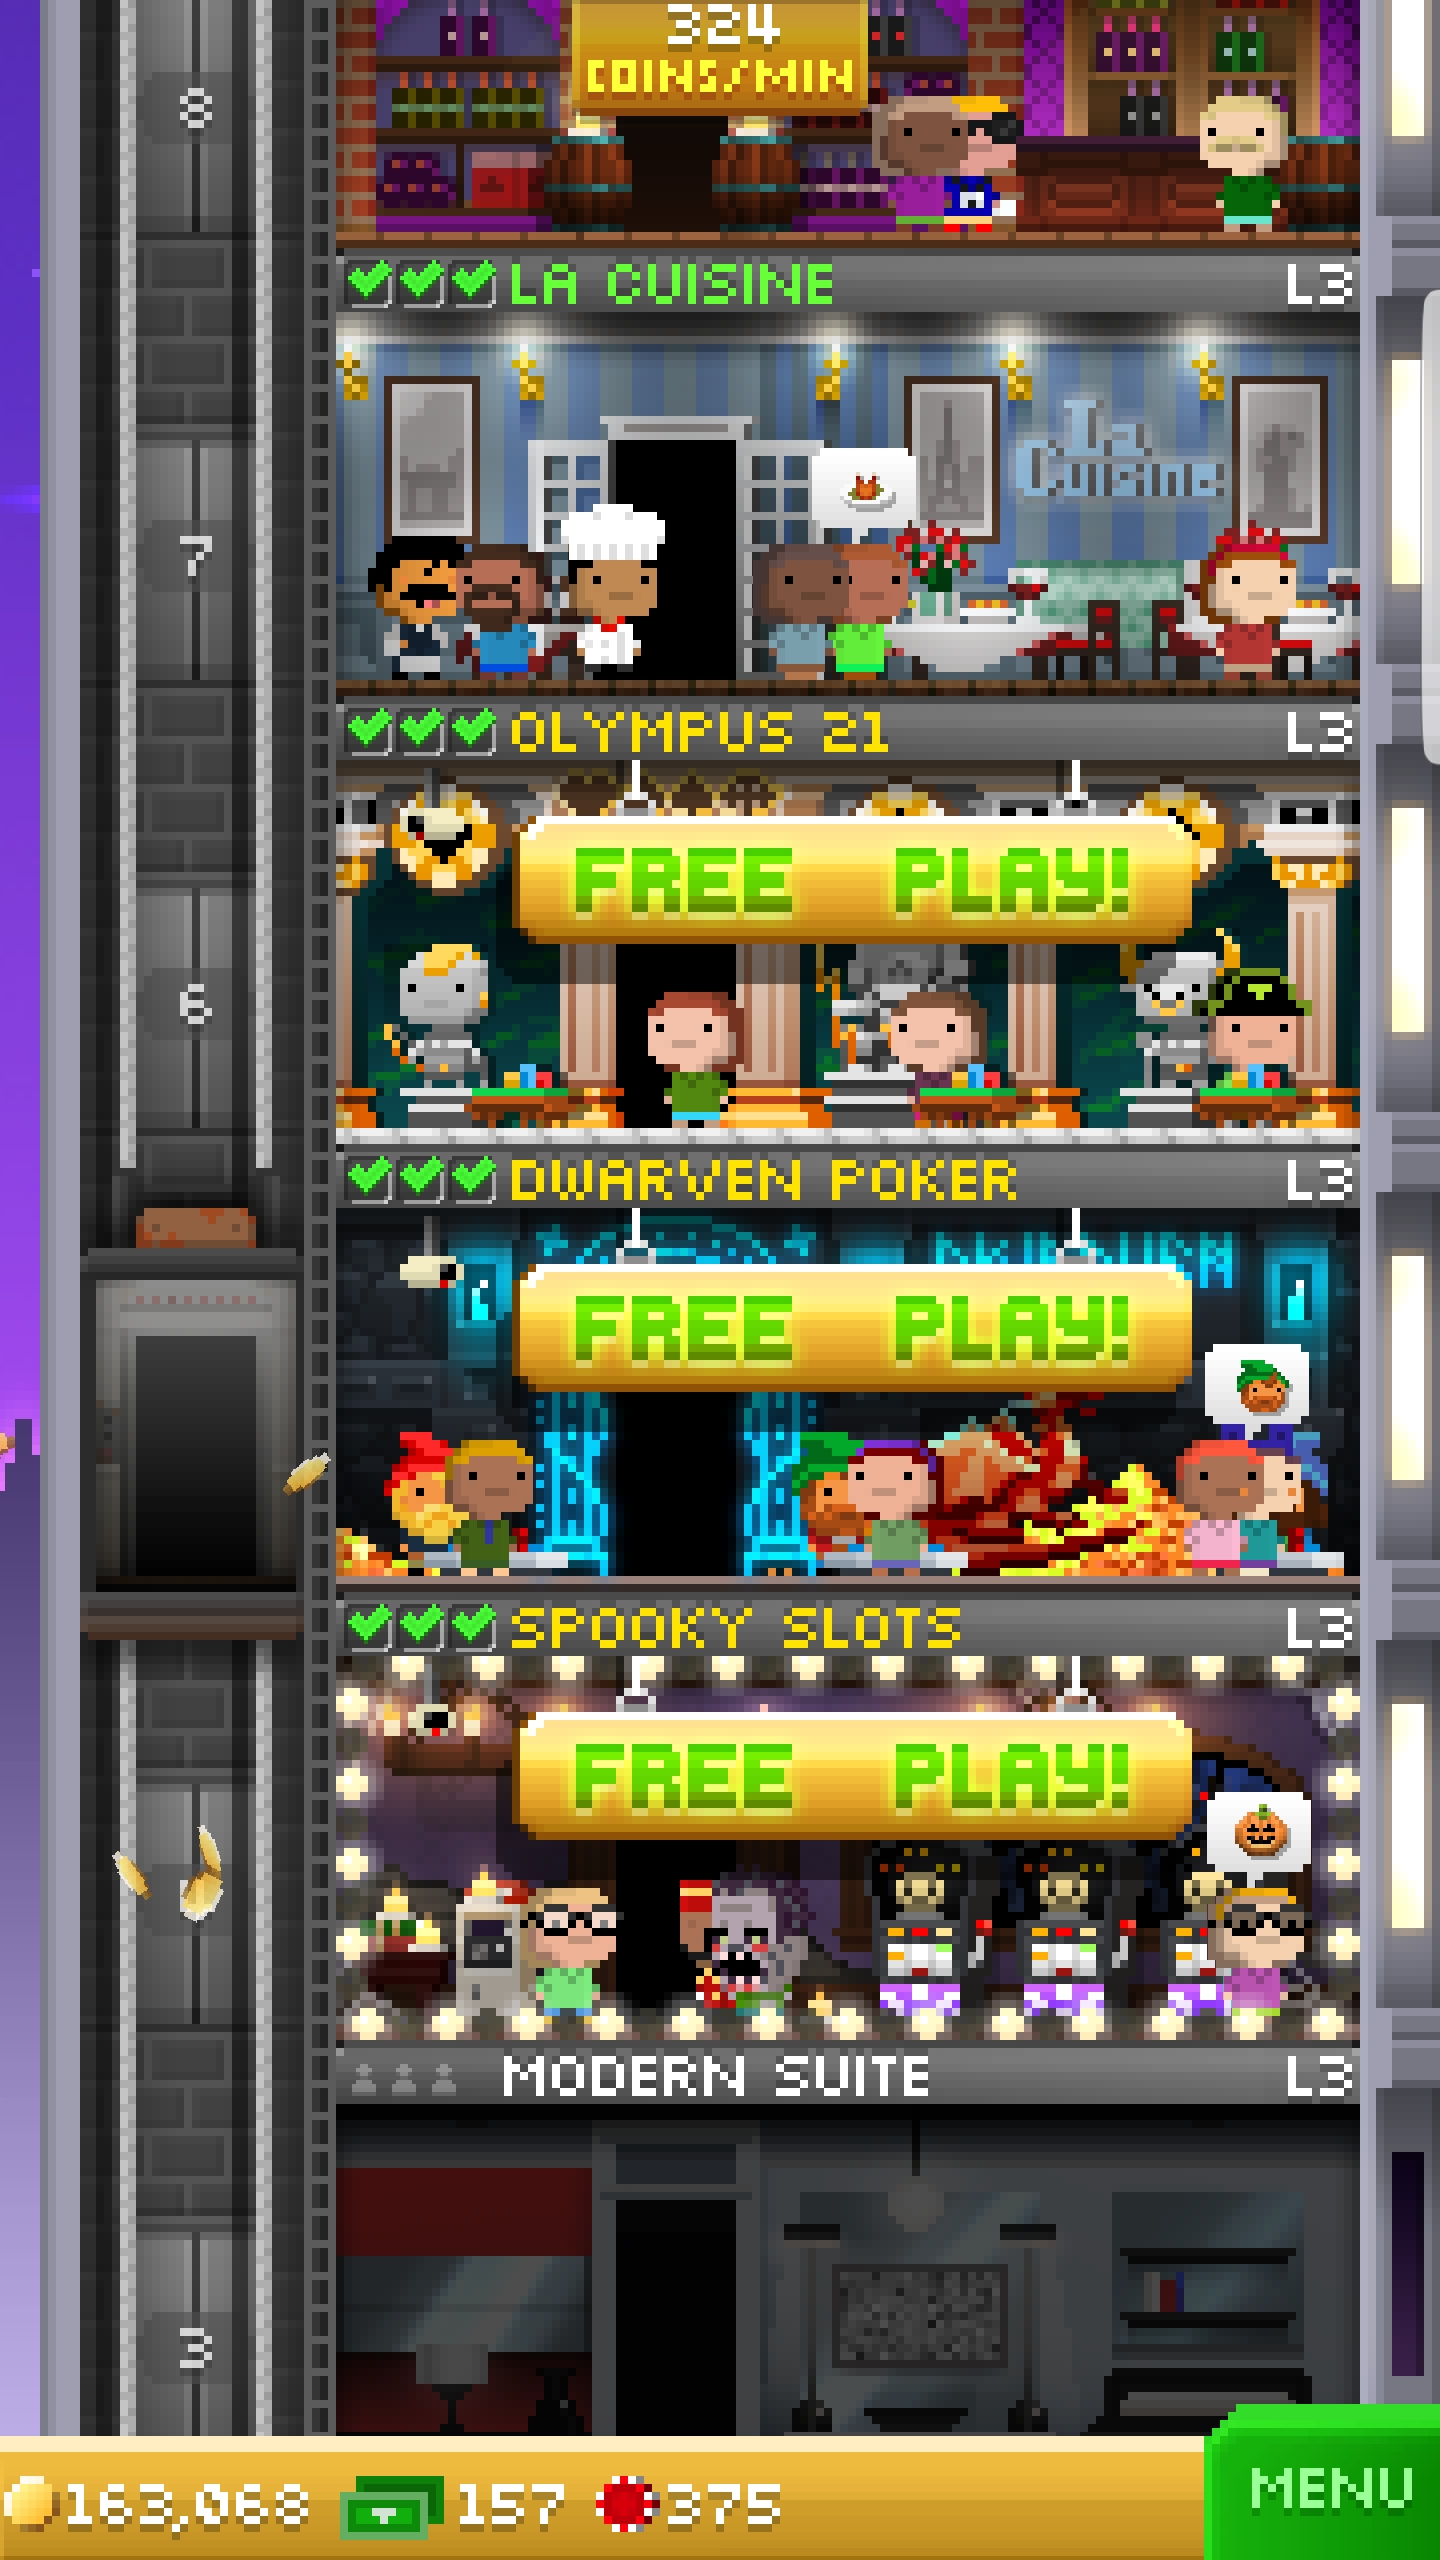 324
COINS/MIN
8
LA CUISINE L3
La
Cuisine
7
OLYMPUS 21 L3
FREE PLAY!
6
DWARVEN POKER L3
FREE PLAY!
SPOOKY SLOTS L3
FREE PLAY!
MODERN SUITE L3
3
163,068 157 375
MENU